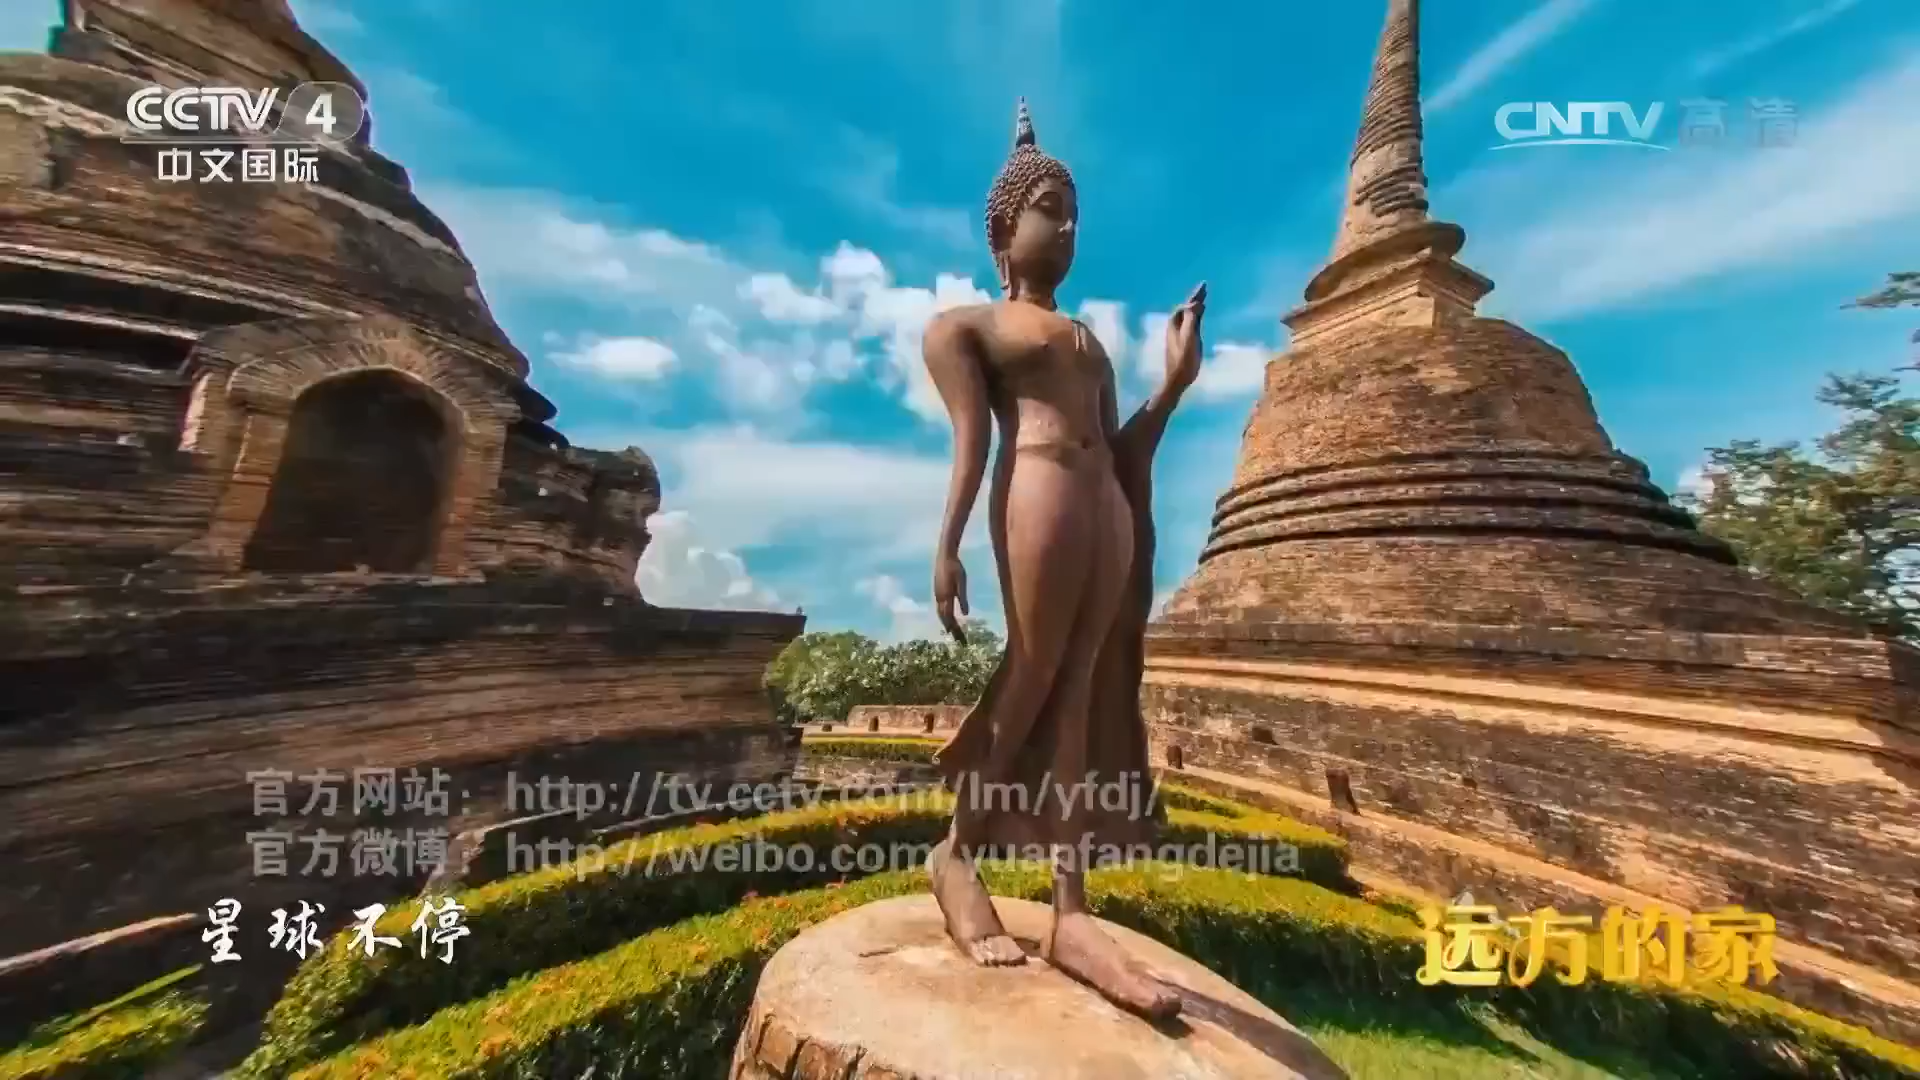 CCTV 4
中文国际
CNTV 高清
官方网站：http://tv.cctv.com/lm/yfdj/
官方微博：http://weibo.com/yuanfangdejia
星球不停
远方的家